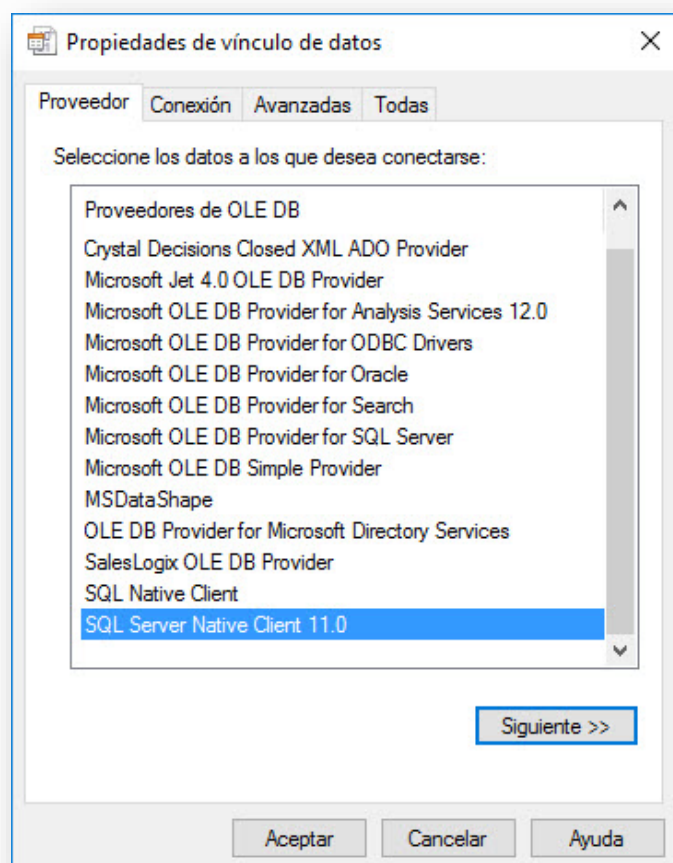 Propiedades de vínculo de datos
Proveedor Conexión Avanzadas Todas
Seleccione los datos a los que desea conectarse:
Proveedores de OLE DB
Crystal Decisions Closed XML ADO Provider
Microsoft Jet 4.0 OLE DB Provider
Microsoft OLE DB Provider for Analysis Services 12.0
Microsoft OLE DB Provider for ODBC Drivers
Microsoft OLE DB Provider for Oracle
Microsoft OLE DB Provider for Search
Microsoft OLE DB Provider for SQL Server
Microsoft OLE DB Simple Provider
MSDataShape
OLE DB Provider for Microsoft Directory Services
SalesLogix OLE DB Provider
SQL Native Client
SQL Server Native Client 11.0
Siguiente >>
Aceptar Cancelar Ayuda